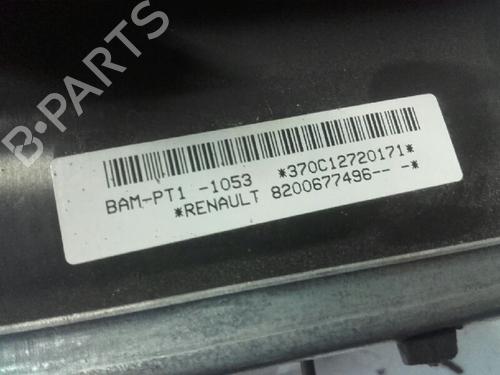 B-PARTS
BAM-PT1 -1053 *370C12720171*
*RENAULT 8200677496-- -*